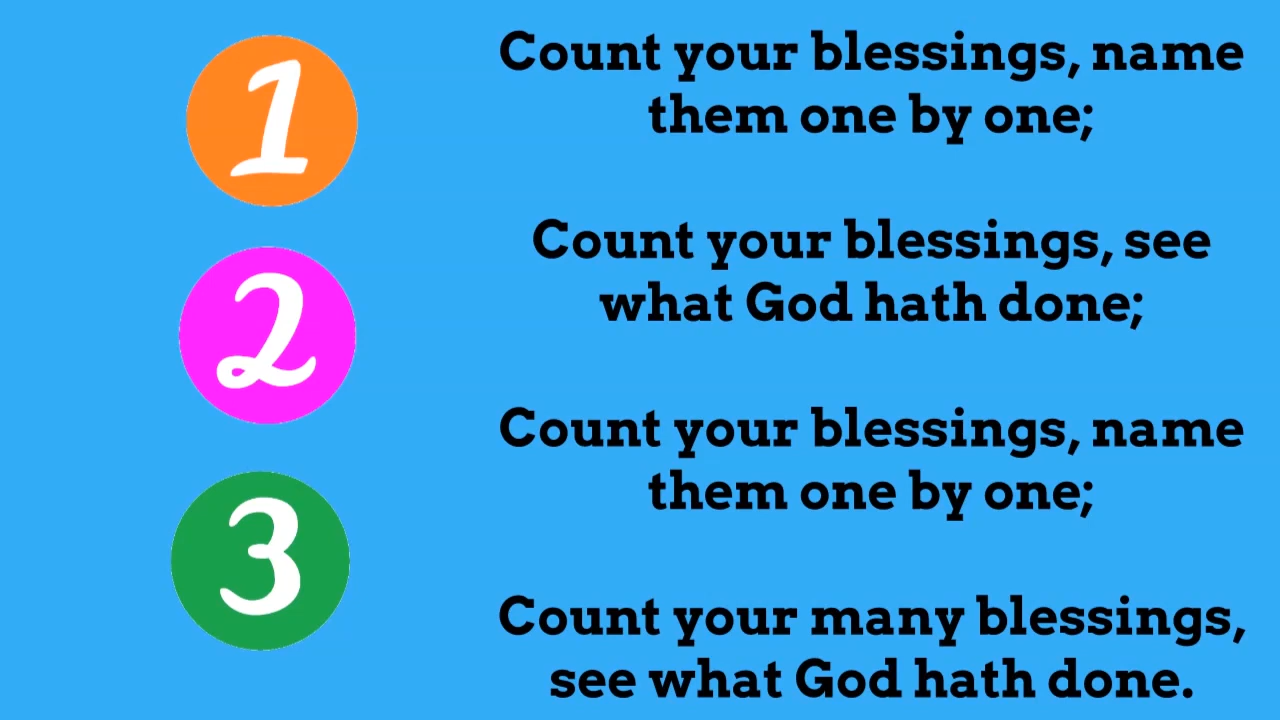 1
2
3
Count your blessings, name
them one by one;
Count your blessings, see
what God hath done;
Count your blessings, name
them one by one;
Count your many blessings,
see what God hath done.